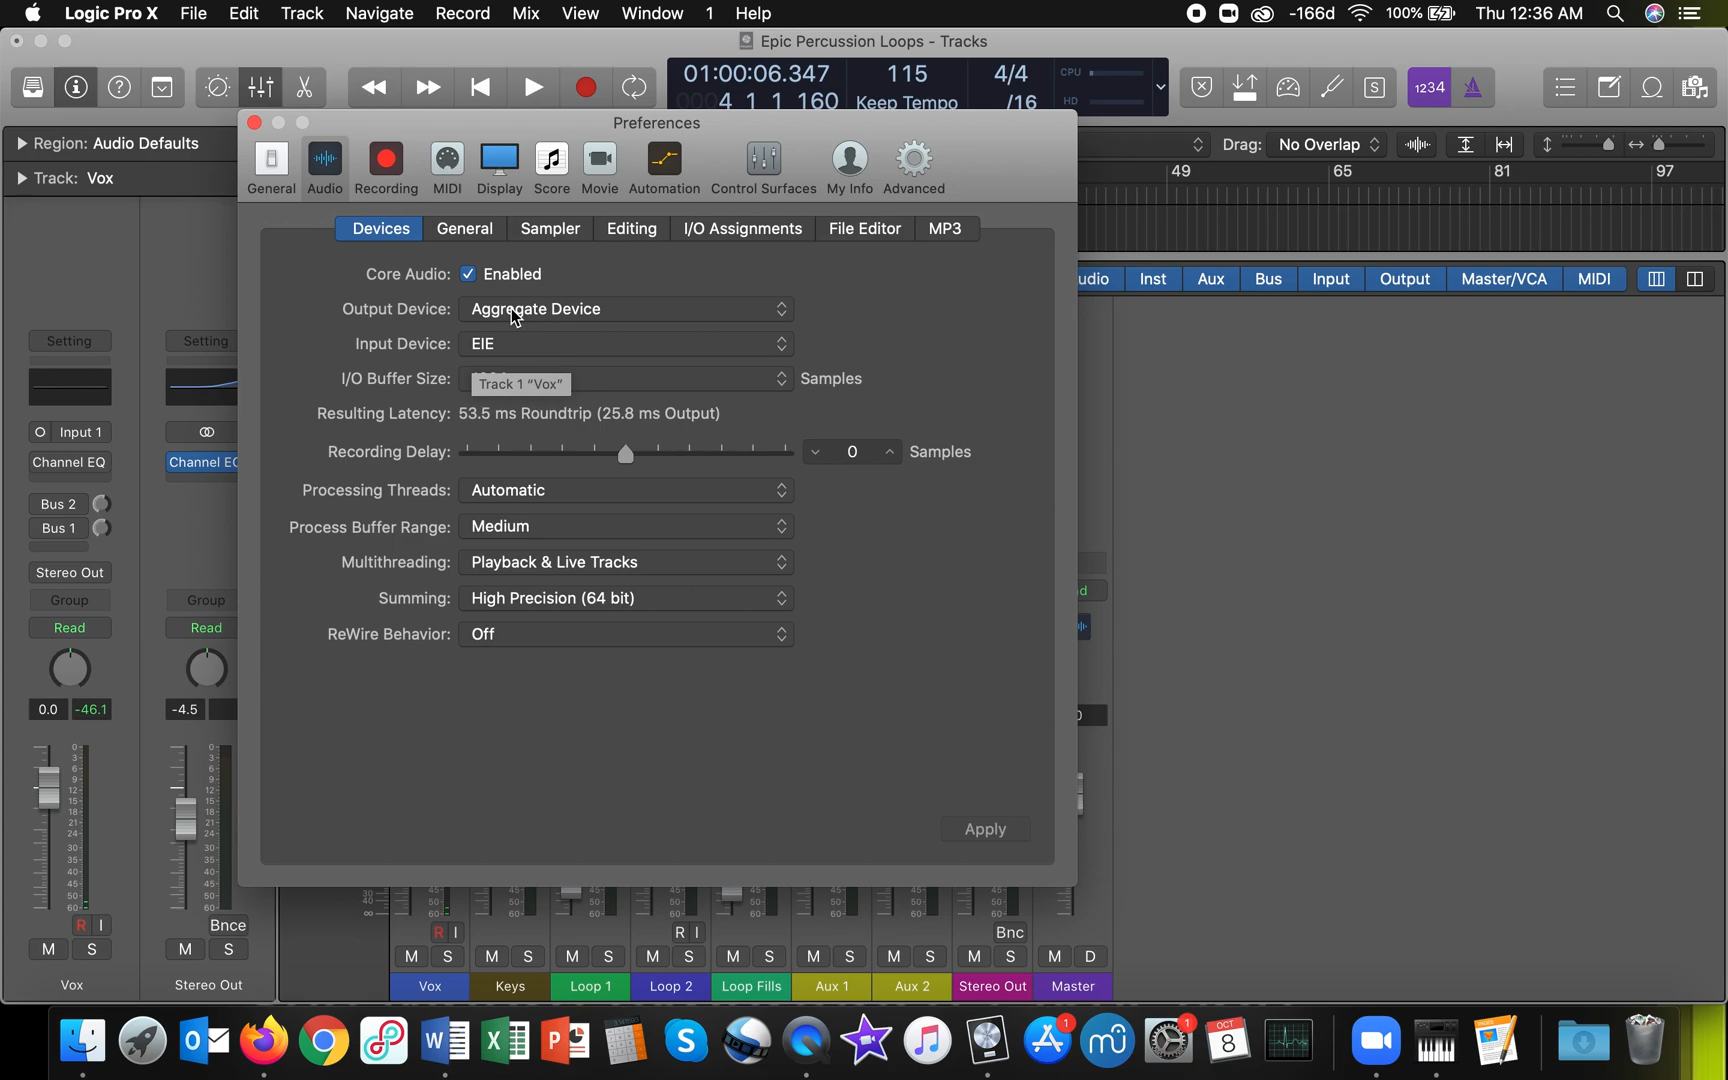 Logic Pro X File Edit Track Navigate Record Mix View Window 1 Help -166d 100% Thu 12:36 AM
Epic Percussion Loops - Tracks
01:00:06.347 115 4/4 CPU
0004 1 1 160 Keep Tempo /16 HD
1234
Preferences
Region: Audio Defaults
Drag: No Overlap
Track: Vox
General Audio Recording MIDI Display Score Movie Automation Control Surfaces My Info Advanced
49 65 81 97
Devices General Sampler Editing I/O Assignments File Editor MP3
Core Audio: Enabled
udio Inst Aux Bus Input Output Master/VCA MIDI
Output Device: Aggregate Device
Input Device: EIE
I/O Buffer Size: Samples
Track 1 "Vox"
Resulting Latency: 53.5 ms Roundtrip (25.8 ms Output)
Recording Delay: 0 Samples
Processing Threads: Automatic
Process Buffer Range: Medium
Multithreading: Playback & Live Tracks
Summing: High Precision (64 bit)
ReWire Behavior: Off
Apply
Setting Setting
Input 1
Channel EQ Channel EQ
Bus 2
Bus 1
Stereo Out
Group Group
Read Read
0.0 -46.1 -4.5
R I Bnce
M S M S
Vox Stereo Out
R I R I Bnc
M S M S M S M S M S M S M S M S M D
Vox Keys Loop 1 Loop 2 Loop Fills Aux 1 Aux 2 Stereo Out Master
OCT
8
1 1